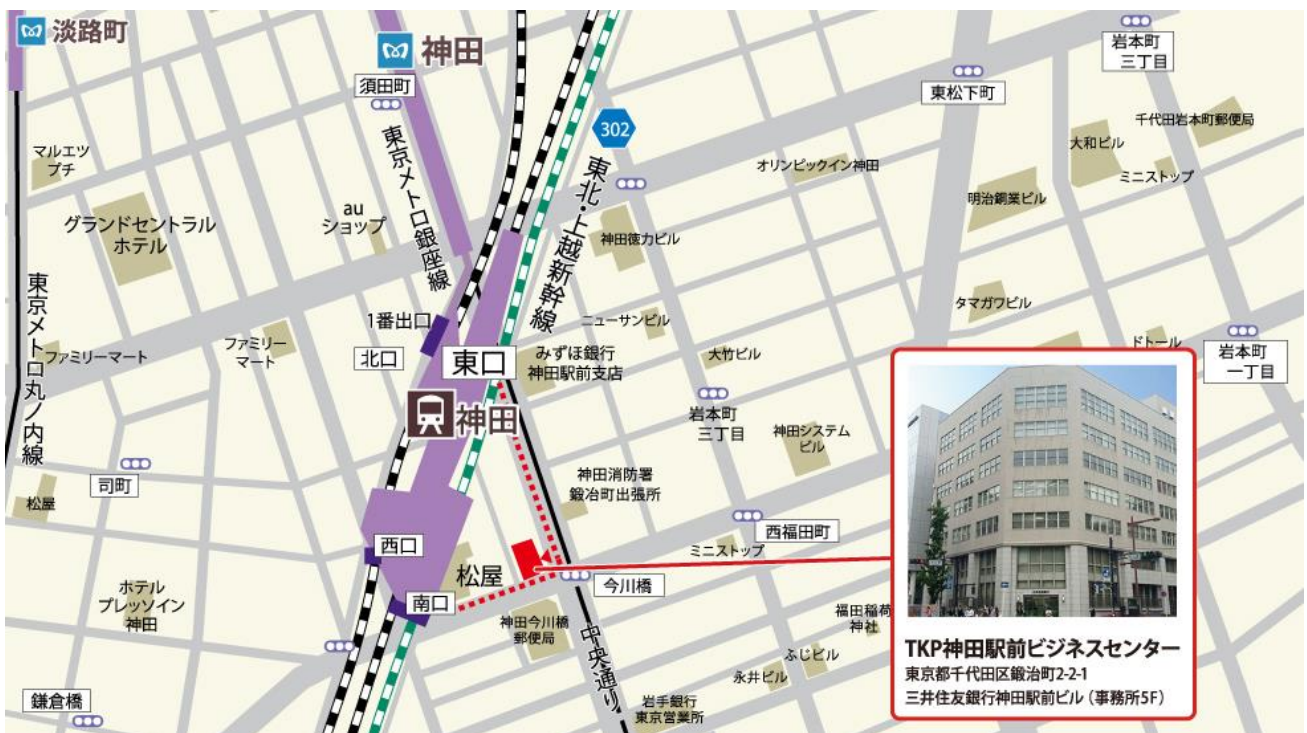 淡路町
神田
須田町
岩本町
三丁目
東松下町
千代田岩本町郵便局
大和ビル
ミニストップ
302
マルエツ
プチ
東京メトロ銀座線
東北・上越新幹線
オリンピックイン神田
明治鋼業ビル
グランドセントラル
ホテル
au
ショップ
神田徳力ビル
東京メトロ丸ノ内線
タマガワビル
1番出口
ニューサンビル
ファミリーマート
ファミリー
マート
北口
東口
みずほ銀行
神田駅前支店
大竹ビル
ドトール
岩本町
一丁目
神田
岩本町
三丁目
神田システム
ビル
司町
神田消防署
鍛冶町出張所
松屋
西福田町
ミニストップ
西口
松屋
今川橋
ホテル
プレッソイン
神田
南口
神田今川橋
郵便局
中央通り
福田稲荷
神社
ふじビル
永井ビル
鎌倉橋
岩手銀行
東京営業所
TKP神田駅前ビジネスセンター
東京都千代田区鍛治町2-2-1
三井住友銀行神田駅前ビル（事務所5F）